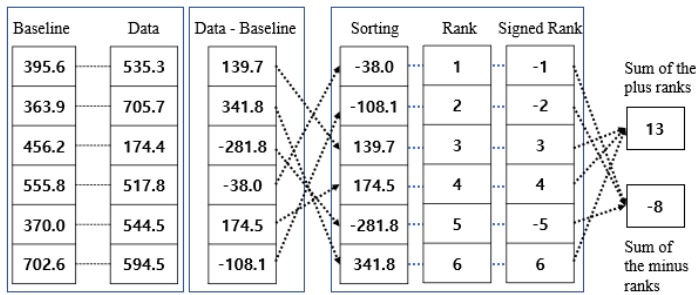 Baseline Data Data - Baseline Sorting Rank Signed Rank
395.6 535.3 139.7 -38.0 1 -1
363.9 705.7 341.8 -108.1 2 -2
456.2 174.4 -281.8 139.7 3 3
555.8 517.8 -38.0 174.5 4 4
370.0 544.5 174.5 -281.8 5 -5
702.6 594.5 -108.1 341.8 6 6
Sum of the
plus ranks
13
-8
Sum of
the minus
ranks